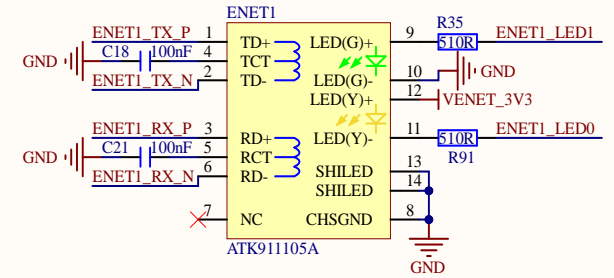 ENET1
ENET1_TX_P 1 TD+ LED(G)+ 9 R35 510R ENET1_LED1
GND C18 100nF 4 TCT
ENET1_TX_N 2 TD- LED(G)- 10 GND
LED(Y)+ 12 VENET_3V3
ENET1_RX_P 3 RD+ LED(Y)- 11 510R ENET1_LED0
R91
GND C21 100nF 5 RCT
ENET1_RX_N 6 RD- SHILED 13
SHILED 14
7 NC CHSGND 8
ATK911105A
GND